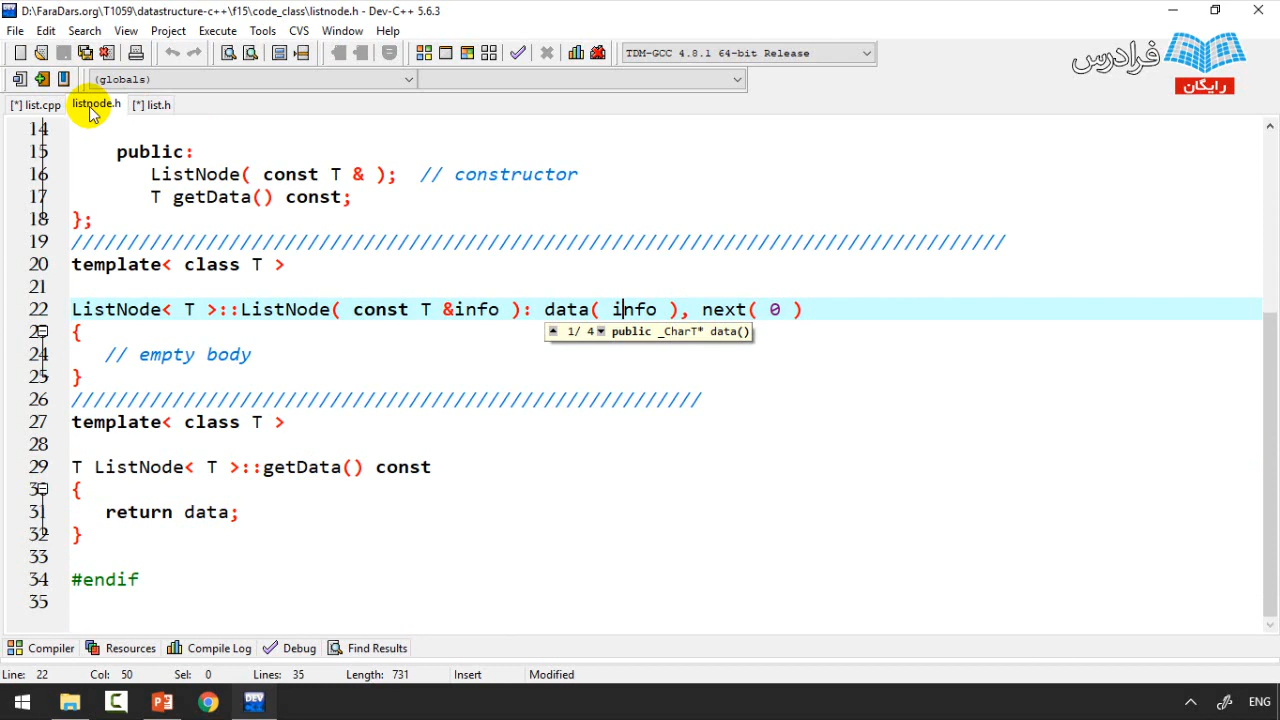 D:\FaraDars.org\T1059\datastructure-c++\f15\code_class\listnode.h - Dev-C++ 5.6.3
File Edit Search View Project Execute Tools CVS Window Help
TDM-GCC 4.8.1 64-bit Release
فرادرس
رایگان
(globals)
[*] list.cpp listnode.h [*] list.h
14
15 public:
16 ListNode( const T & ); // constructor
17 T getData() const;
18 };
19 ///////////////////////////////////////////////////////////////////////////////////
20 template< class T >
21
22 ListNode< T >::ListNode( const T &info ): data( info ), next( 0 )
23 {
1/ 4 public _CharT* data()
24 // empty body
25 }
26 ////////////////////////////////////////////////////////
27 template< class T >
28
29 T ListNode< T >::getData() const
30 {
31 return data;
32 }
33
34 #endif
35
Compiler Resources Compile Log Debug Find Results
Line: 22 Col: 50 Sel: 0 Lines: 35 Length: 731 Insert Modified
DEV ENG